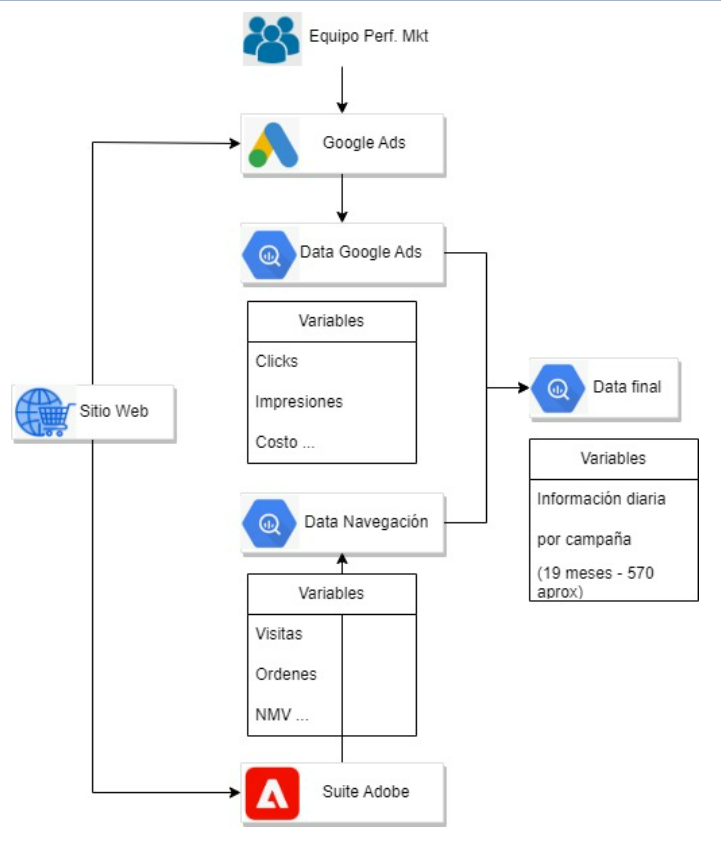 Equipo Perf. Mkt
Google Ads
Data Google Ads
Variables
Clicks
Impresiones
Costo ...
Sitio Web
Data final
Variables
Información diaria
por campaña
(19 meses - 570
aprox)
Data Navegación
Variables
Visitas
Ordenes
NMV ...
Suite Adobe